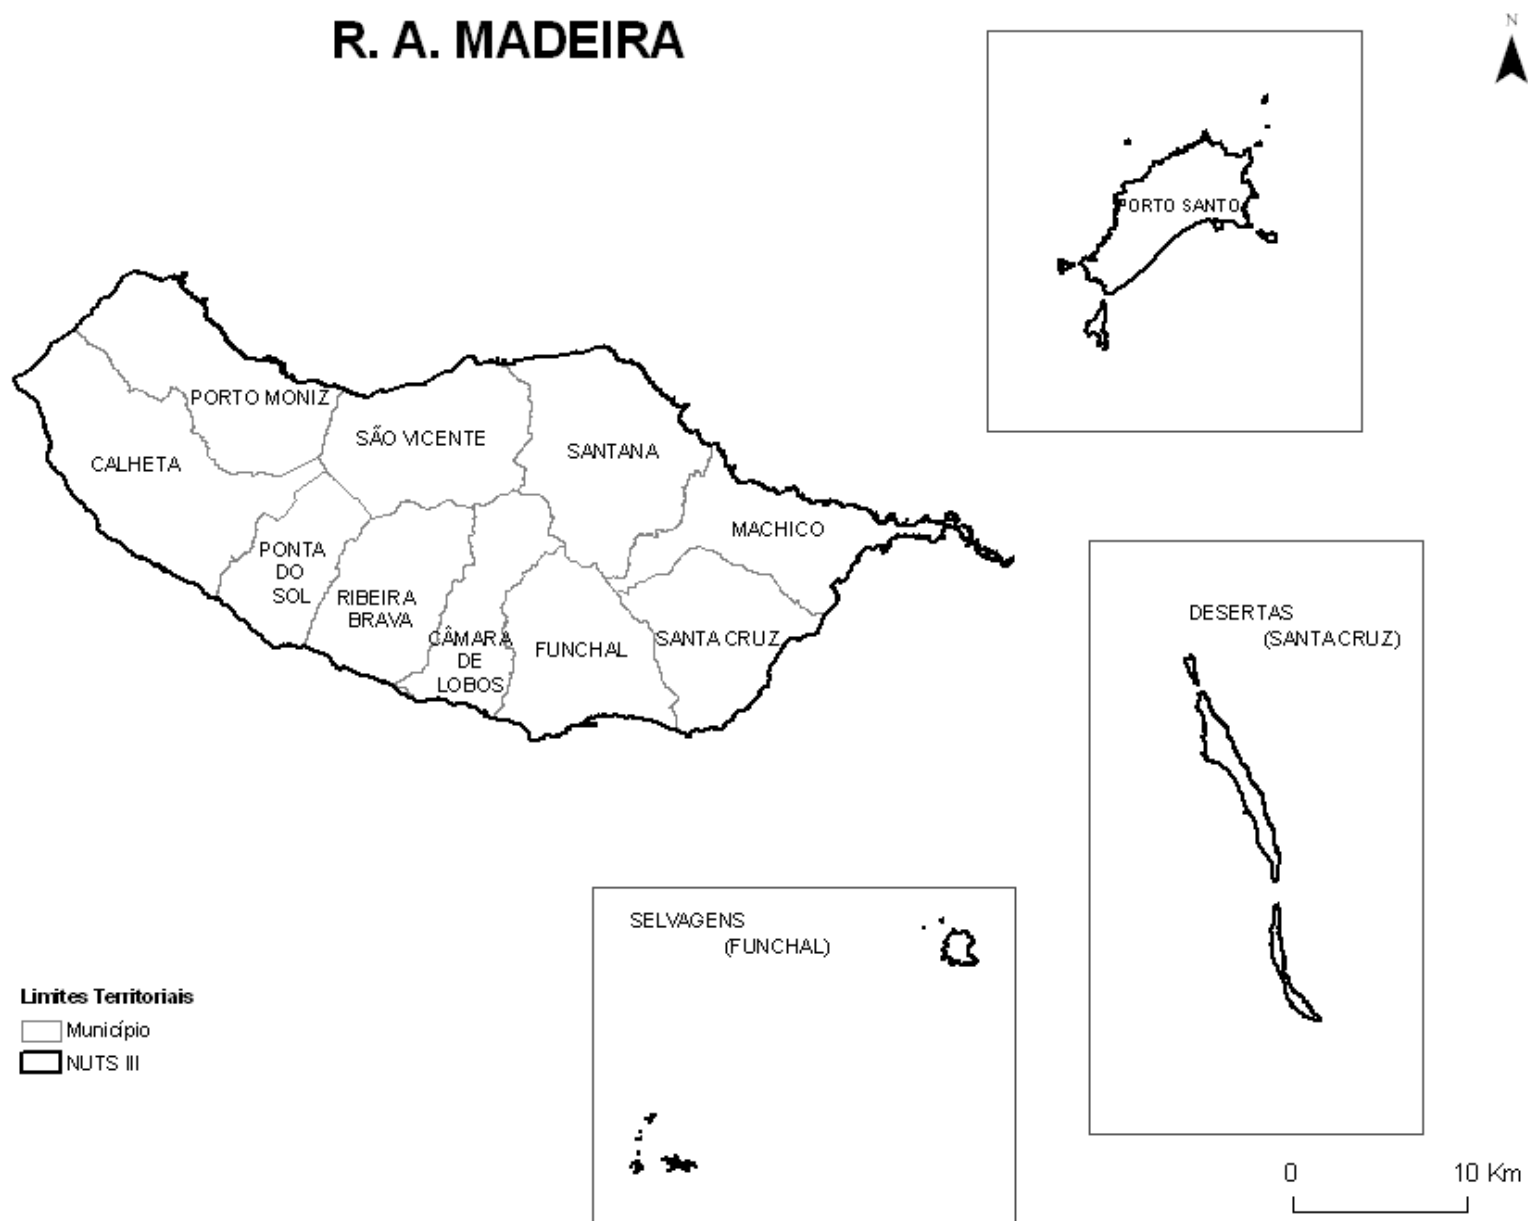 R. A. MADEIRA
N
PORTO SANTO
PORTO MONIZ
SÃO VICENTE
SANTANA
CALHETA
MACHICO
PONTA
DO
SOL
RIBEIRA
BRAVA
CÂMARA
DE
LOBOS
FUNCHAL
SANTA CRUZ
DESERTAS
(SANTA CRUZ)
SELVAGENS
(FUNCHAL)
Limites Territoriais
Município
NUTS III
0 10 Km